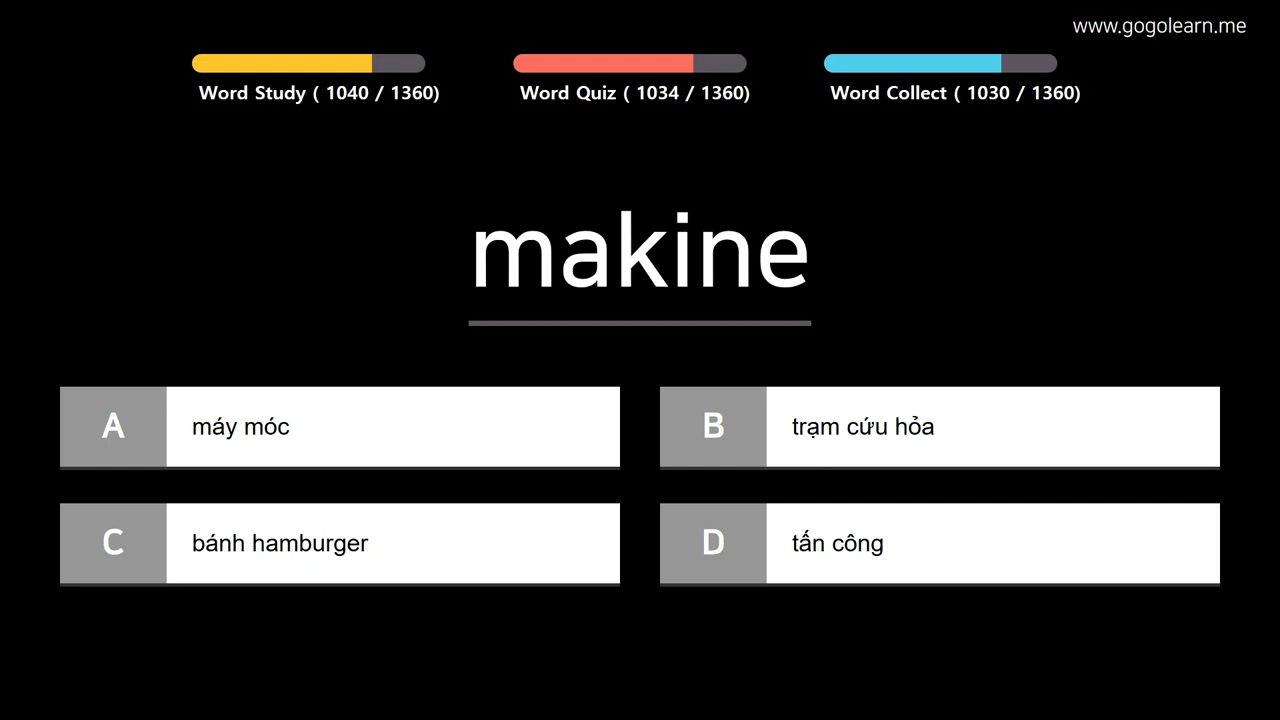 www.gogolearn.me
Word Study ( 1040 / 1360)
Word Quiz ( 1034 / 1360)
Word Collect ( 1030 / 1360)
makine
A máy móc
B trạm cứu hỏa
C bánh hamburger
D tấn công